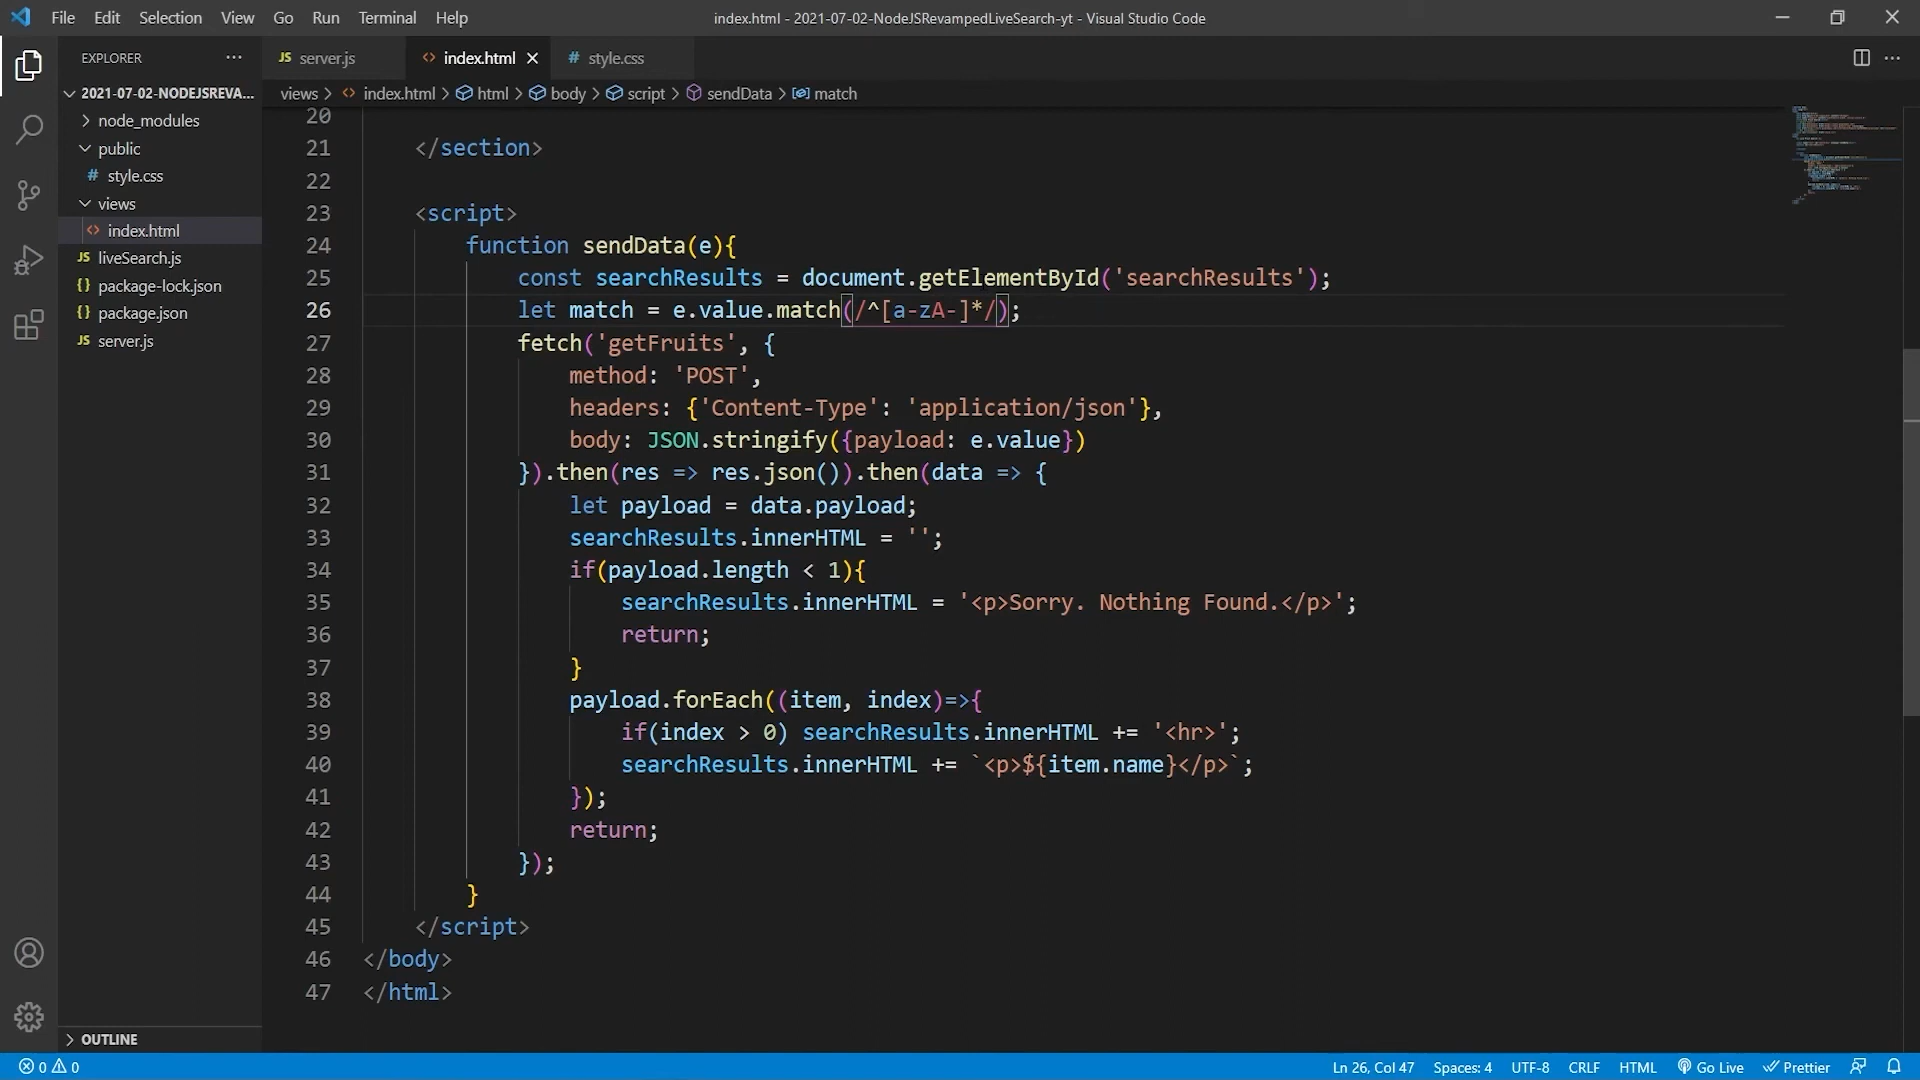 File Edit Selection View Go Run Terminal Help
index.html - 2021-07-02-NodeJSRevampedLiveSearch-yt - Visual Studio Code
EXPLORER
JS server.js
<> index.html
# style.css
2021-07-02-NODEJSREVA...
views > <> index.html > html > body > script > sendData > match
node_modules
public
# style.css
views
<> index.html
JS liveSearch.js
{} package-lock.json
{} package.json
JS server.js
20
21 </section>
22
23 <script>
24 function sendData(e){
25 const searchResults = document.getElementById('searchResults');
26 let match = e.value.match(/^[a-zA-]*/);
27 fetch('getFruits', {
28 method: 'POST',
29 headers: {'Content-Type': 'application/json'},
30 body: JSON.stringify({payload: e.value})
31 }).then(res => res.json()).then(data => {
32 let payload = data.payload;
33 searchResults.innerHTML = '';
34 if(payload.length < 1){
35 searchResults.innerHTML = '<p>Sorry. Nothing Found.</p>';
36 return;
37 }
38 payload.forEach((item, index)=>{
39 if(index > 0) searchResults.innerHTML += '<hr>';
40 searchResults.innerHTML += `<p>${item.name}</p>`;
41 });
42 return;
43 });
44 }
45 </script>
46 </body>
47 </html>
OUTLINE
0 0
Ln 26, Col 47 Spaces: 4 UTF-8 CRLF HTML Go Live Prettier